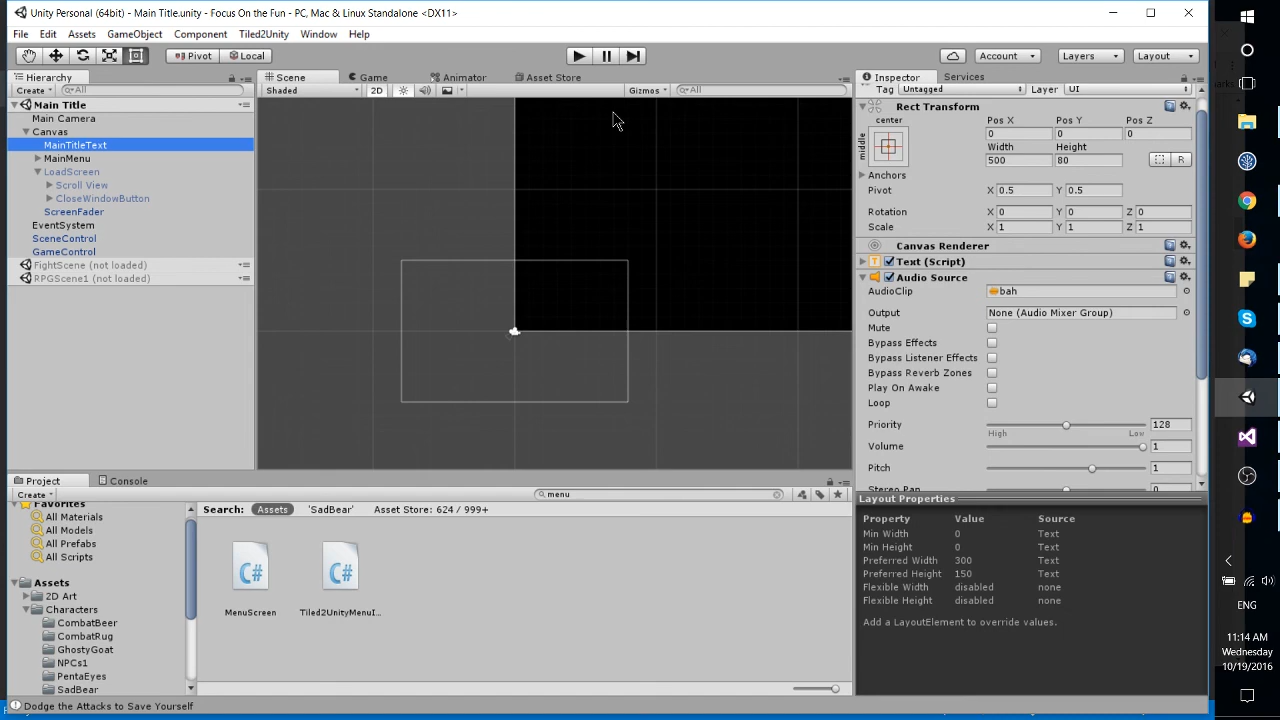 Unity Personal (64bit) - Main Title.unity - Focus On the Fun - PC, Mac & Linux Standalone <DX11>
File Edit Assets GameObject Component Tiled2Unity Window Help
Pivot Local Account Layers Layout
Hierarchy
Create All
Main Title
Main Camera
Canvas
MainTitleText
MainMenu
LoadScreen
Scroll View
CloseWindowButton
ScreenFader
EventSystem
SceneControl
GameControl
FightScene (not loaded)
RPGScene1 (not loaded)
Scene Game Animator Asset Store
Shaded 2D Gizmos All
Inspector Services
Tag Untagged Layer UI
Rect Transform
center
middle
Pos X Pos Y Pos Z
0 0 0
Width Height
500 80
R
Anchors
Pivot X 0.5 Y 0.5
Rotation X 0 Y 0 Z 0
Scale X 1 Y 1 Z 1
Canvas Renderer
Text (Script)
Audio Source
AudioClip bah
Output None (Audio Mixer Group)
Mute
Bypass Effects
Bypass Listener Effects
Bypass Reverb Zones
Play On Awake
Loop
Priority 128
High Low
Volume 1
Pitch 1
Stereo Pan 0
Layout Properties
Property Value Source
Min Width 0 Text
Min Height 0 Text
Preferred Width 300 Text
Preferred Height 150 Text
Flexible Width disabled none
Flexible Height disabled none
Add a LayoutElement to override values.
Project Console
Create menu
Favorites
All Materials
All Models
All Prefabs
All Scripts
Assets
2D Art
Characters
CombatBeer
CombatRug
GhostyGoat
NPCs1
PentaEyes
SadBear
Search: Assets 'SadBear' Asset Store: 624 / 999+
C#
C#
MenuScreen
Tiled2UnityMenuI...
Dodge the Attacks to Save Yourself
ENG
11:14 AM
Wednesday
10/19/2016